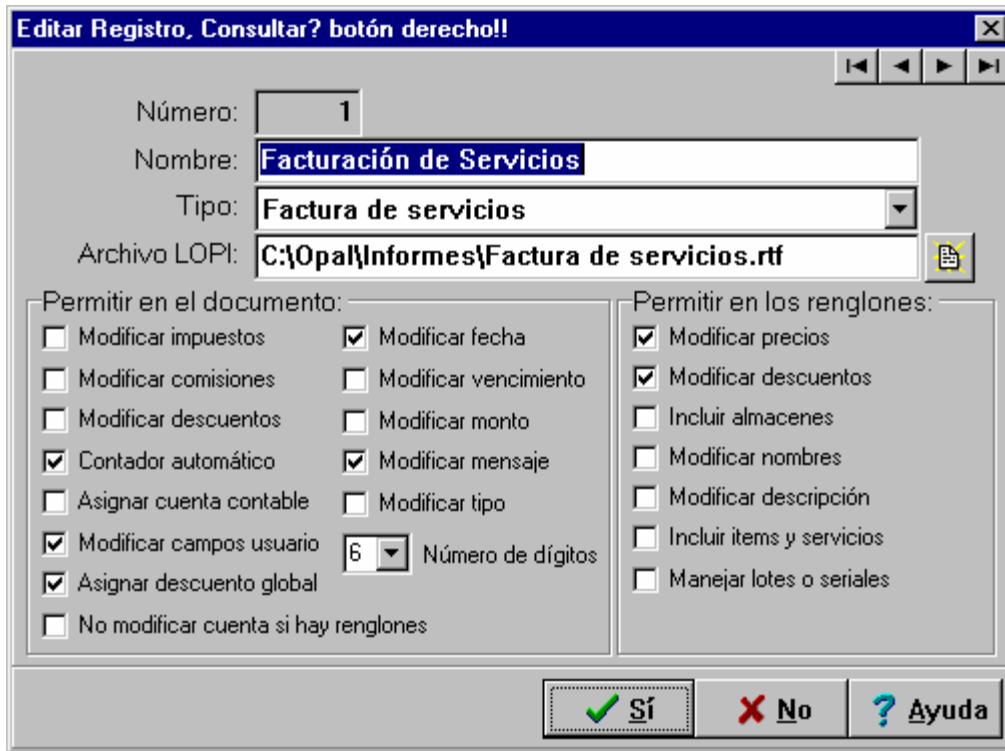 Editar Registro, Consultar? botón derecho!!
Número: 1
Nombre: Facturación de Servicios
Tipo: Factura de servicios
Archivo LOPI: C:\Opal\Informes\Factura de servicios.rtf
Permitir en el documento:
Modificar impuestos
Modificar comisiones
Modificar descuentos
Contador automático
Asignar cuenta contable
Modificar campos usuario
Asignar descuento global
No modificar cuenta si hay renglones
Modificar fecha
Modificar vencimiento
Modificar monto
Modificar mensaje
Modificar tipo
6 Número de dígitos
Permitir en los renglones:
Modificar precios
Modificar descuentos
Incluir almacenes
Modificar nombres
Modificar descripción
Incluir items y servicios
Manejar lotes o seriales
Sí
No
Ayuda